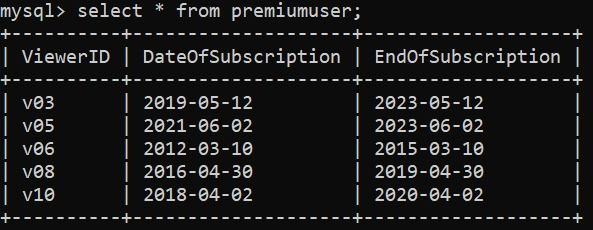 mysql> select * from premiumuser;
+----------+--------------------+-------------------+
| ViewerID | DateOfSubscription | EndOfSubscription |
+----------+--------------------+-------------------+
| v03      | 2019-05-12         | 2023-05-12        |
| v05      | 2021-06-02         | 2023-06-02        |
| v06      | 2012-03-10         | 2015-03-10        |
| v08      | 2016-04-30         | 2019-04-30        |
| v10      | 2018-04-02         | 2020-04-02        |
+----------+--------------------+-------------------+